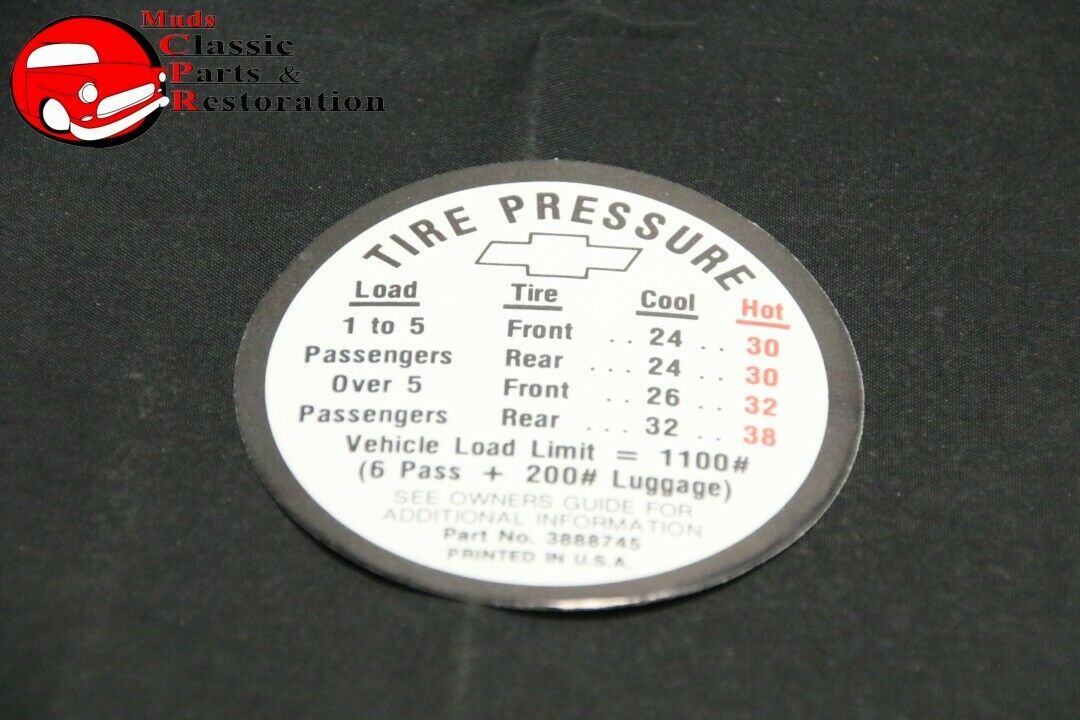 Muds
Classic
Parts &
Restoration
TIRE PRESSURE
Load Tire Cool Hot
1 to 5 Front .. 24 .. 30
Passengers Rear ... 24 .. 30
Over 5 Front .. 26 .. 32
Passengers Rear ... 32 .. 38
Vehicle Load Limit = 1100#
(6 Pass + 200# Luggage)
SEE OWNERS GUIDE FOR
ADDITIONAL INFORMATION
Part No. 3888745
PRINTED IN U.S.A.